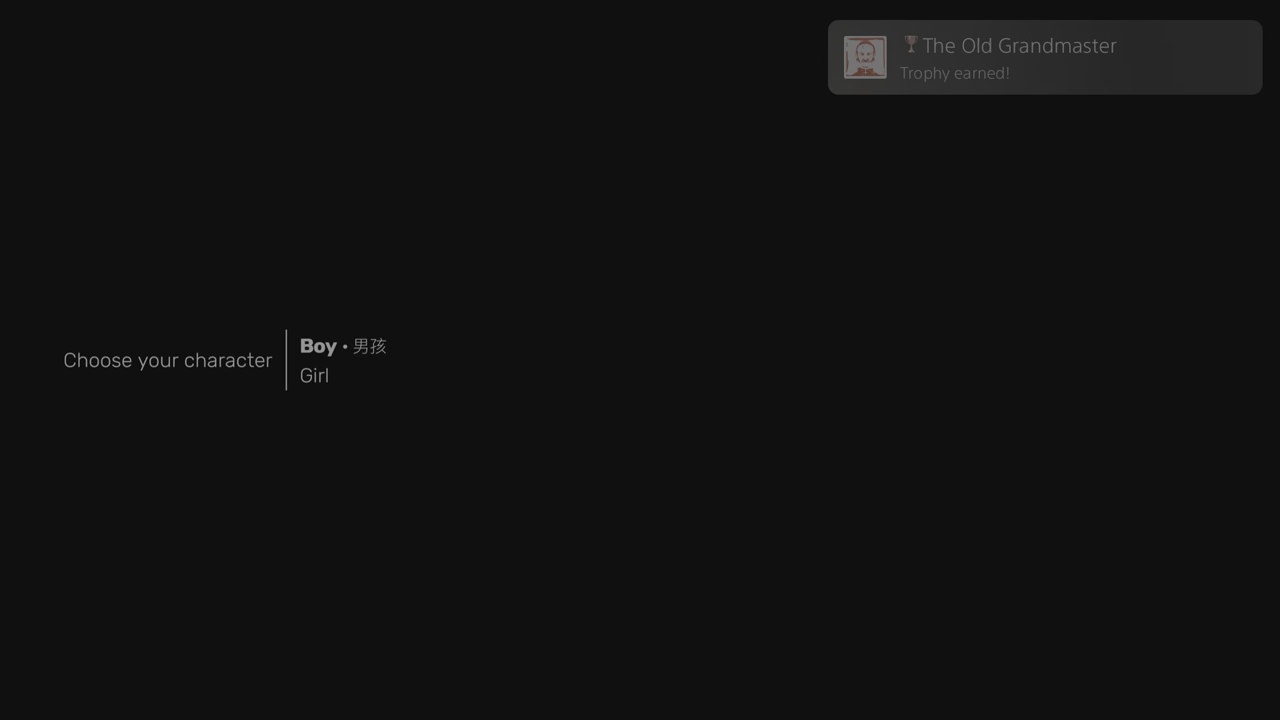 The Old Grandmaster
Trophy earned!
Choose your character
Boy • 男孩
Girl